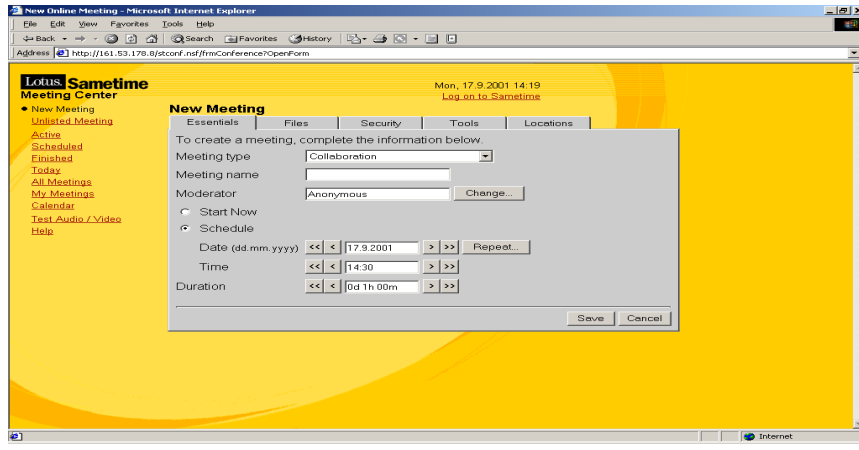 New Online Meeting - Microsoft Internet Explorer
File Edit View Favorites Tools Help
Back Search Favorites History
Address http://161.53.178.8/stconf.nsf/frmConference?OpenForm
Lotus. Sametime
Meeting Center
Mon, 17.9.2001 14:19
Log on to Sametime
New Meeting
Unlisted Meeting
Active
Scheduled
Finished
Today
All Meetings
My Meetings
Calendar
Test Audio / Video
Help
New Meeting
Essentials Files Security Tools Locations
To create a meeting, complete the information below.
Meeting type Collaboration
Meeting name
Moderator Anonymous Change...
Start Now
Schedule
Date (dd.mm.yyyy) << < 17.9.2001 > >> Repeat...
Time << < 14:30 > >>
Duration << < 0d 1h 00m > >>
Save Cancel
Internet